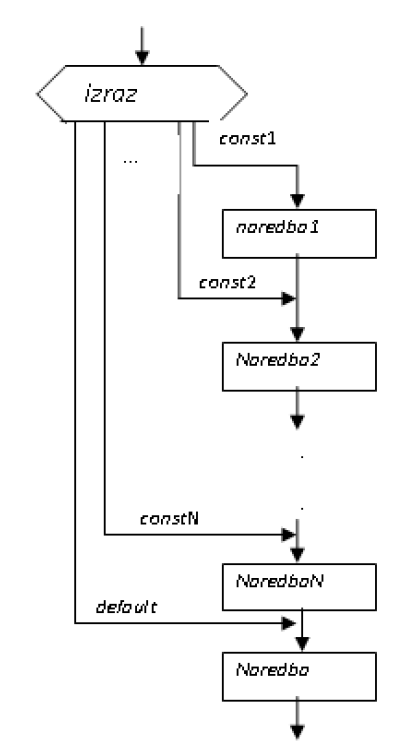 izraz
const1
...
naredba1
const2
Naredba2
.
.
constN
NaredbaN
default
Naredba